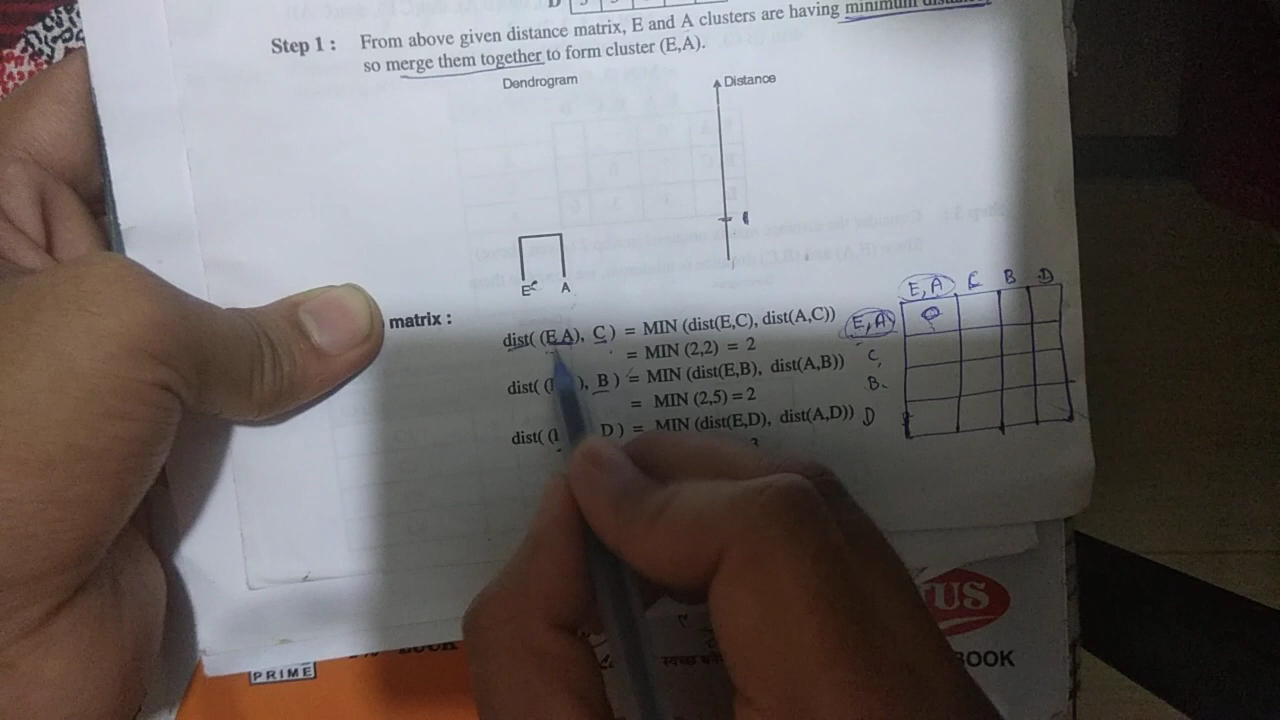 D
Step 1 : From above given distance matrix, E and A clusters are having minimum
so merge them together to form cluster (E,A).
Dendrogram
Distance
E A
matrix :
dist( (E,A), C ) = MIN (dist(E,C), dist(A,C))
= MIN (2,2) = 2
), B ) = MIN (dist(E,B), dist(A,B))
= MIN (2,5) = 2
D ) = MIN (dist(E,D), dist(A,D))
3
E, A C B D
E, A
C
B
D
PRIME
BOOK